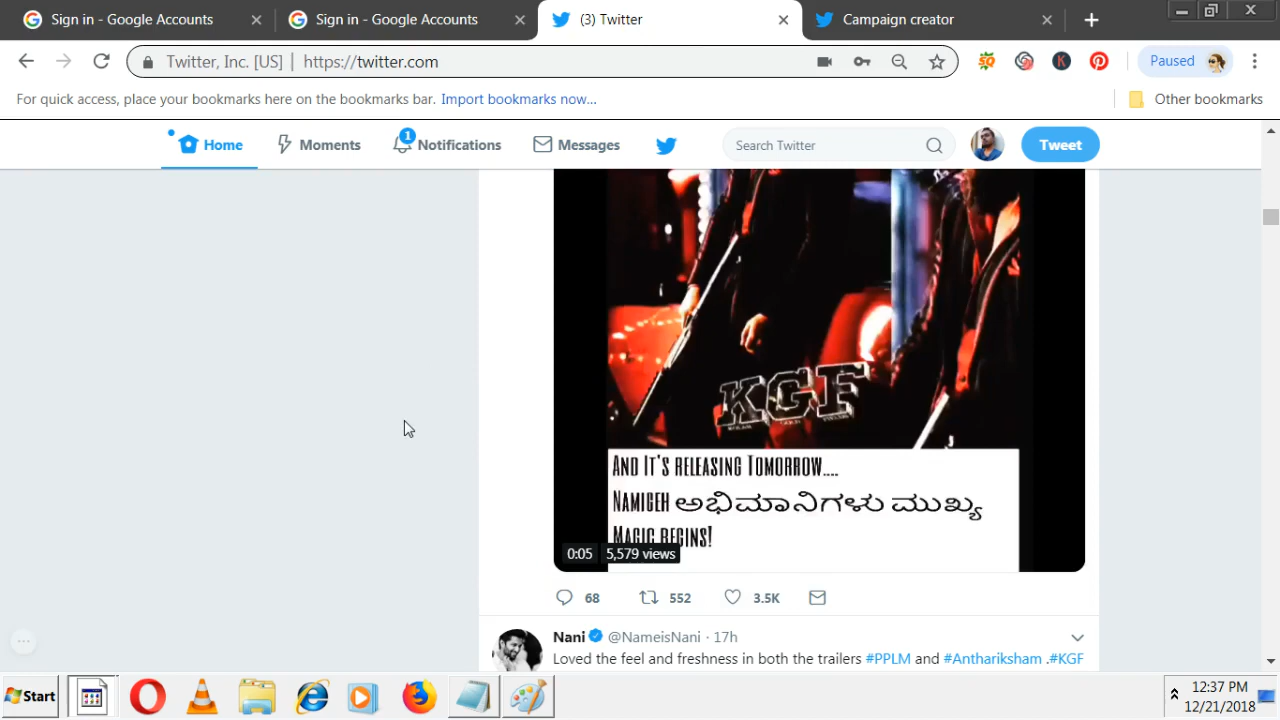 Sign in - Google Accounts
Sign in - Google Accounts
(3) Twitter
Campaign creator
Twitter, Inc. [US] | https://twitter.com
SQ
K
Paused
For quick access, place your bookmarks here on the bookmarks bar. Import bookmarks now...
Other bookmarks
Home
Moments
1
Notifications
Messages
Search Twitter
Tweet
KGF
And It's releasing Tomorrow....
Namigeh ಅಭಿಮಾನಿಗಳು ಮುಖ್ಯ
Magic begins!
0:05 5,579 views
68 552 3.5K
Nani @NameisNani · 17h
Loved the feel and freshness in both the trailers #PPLM and #Anthariksham .#KGF
Start
12:37 PM
12/21/2018